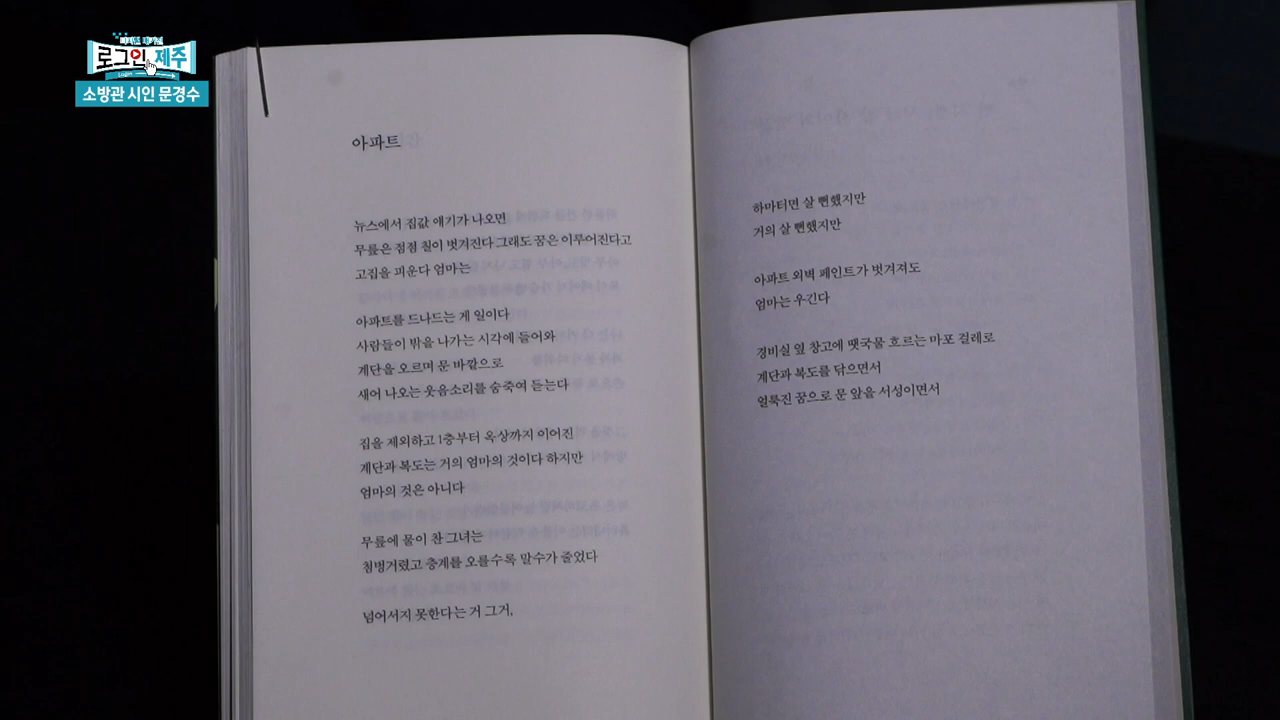 로그인 제주
Login
소방관 시인 문경수
아파트
뉴스에서 집값 얘기가 나오면
무릎은 점점 칠이 벗겨진다 그래도 꿈은 이루어진다고
고집을 피운다 엄마는
아파트를 드나드는 게 일이다
사람들이 밖을 나가는 시각에 들어와
계단을 오르며 문 바깥으로
새어 나오는 웃음소리를 숨죽여 듣는다
집을 제외하고 1층부터 옥상까지 이어진
계단과 복도는 거의 엄마의 것이다 하지만
엄마의 것은 아니다
무릎에 물이 찬 그녀는
첨벙거렸고 층계를 오를수록 말수가 줄었다
넘어서지 못한다는 거 그거,
하마터면 살 뻔했지만
거의 살 뻔했지만
아파트 외벽 페인트가 벗겨져도
엄마는 우긴다
경비실 옆 창고에 땟국물 흐르는 마포 걸레로
계단과 복도를 닦으면서
얼룩진 꿈으로 문 앞을 서성이면서